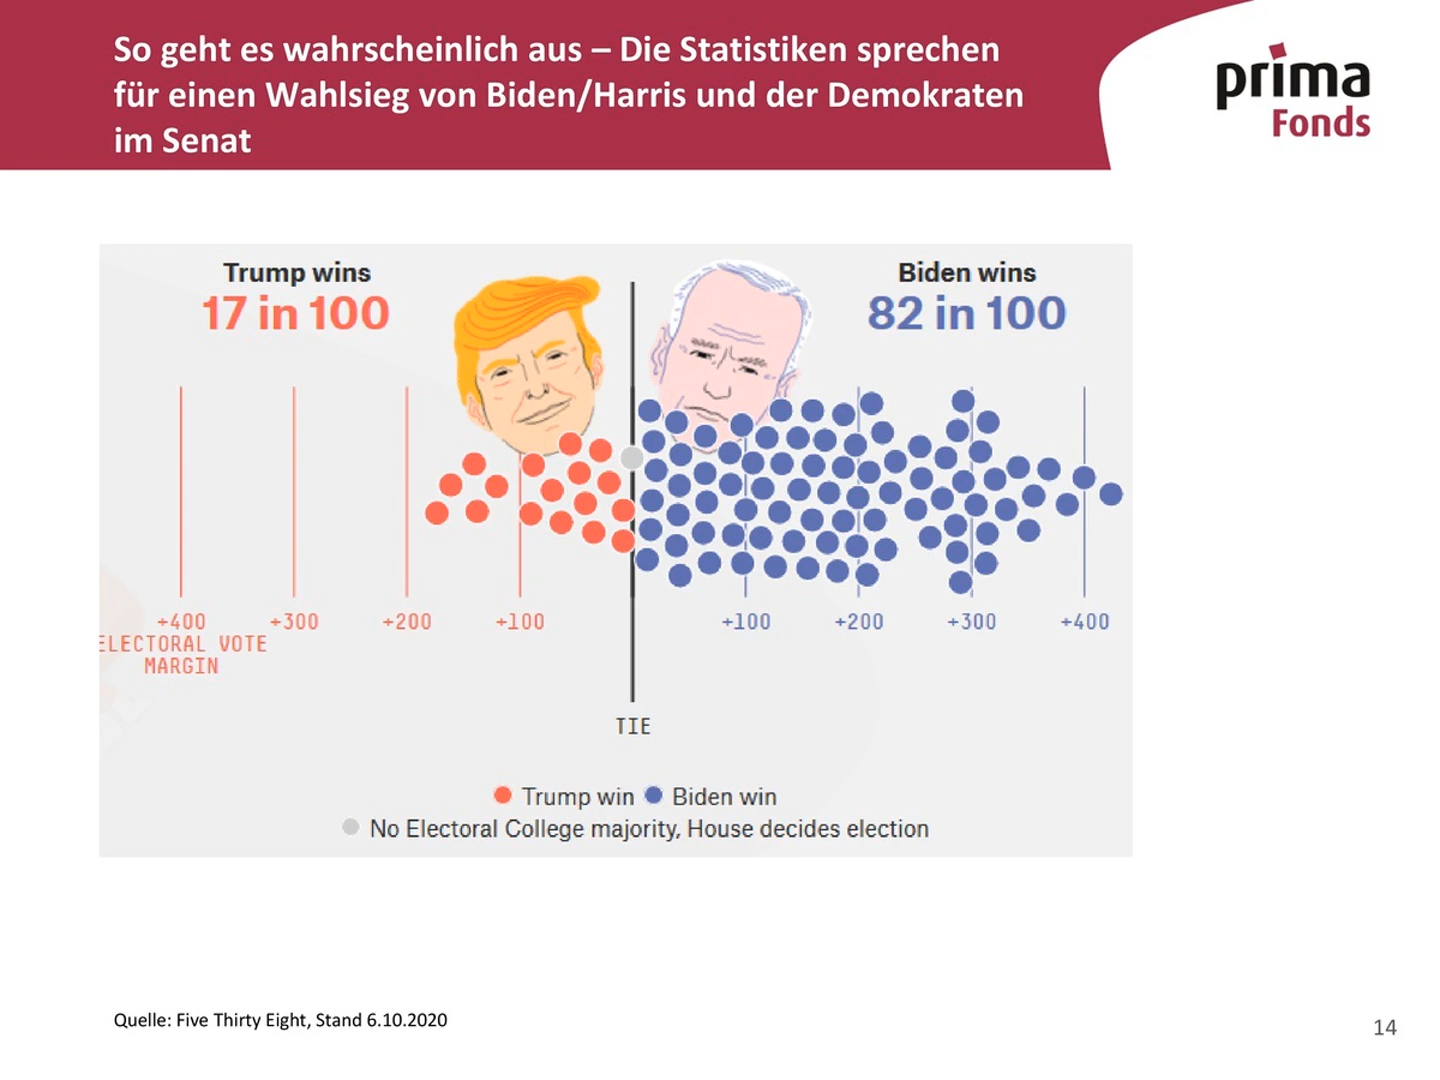 So geht es wahrscheinlich aus – Die Statistiken sprechen
für einen Wahlsieg von Biden/Harris und der Demokraten
im Senat
prima
Fonds
Trump wins
17 in 100
Biden wins
82 in 100
+400
+300
+200
+100
+100
+200
+300
+400
ELECTORAL VOTE
MARGIN
TIE
Trump win
Biden win
No Electoral College majority, House decides election
Quelle: Five Thirty Eight, Stand 6.10.2020
14